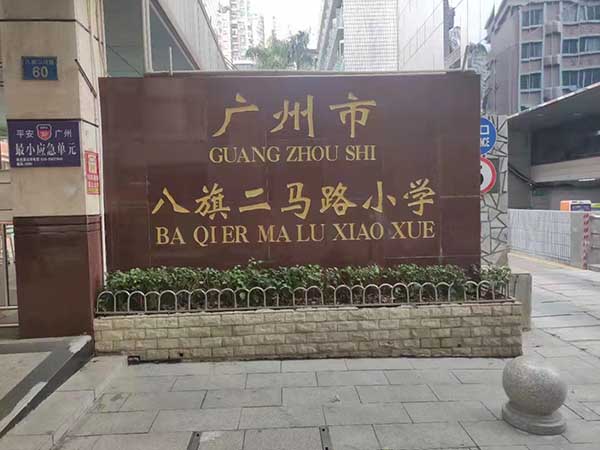 60
平安 广州
最小应急单元
广州市
GUANG ZHOU SHI
八旗二马路小学
BA QI ER MA LU XIAO XUE